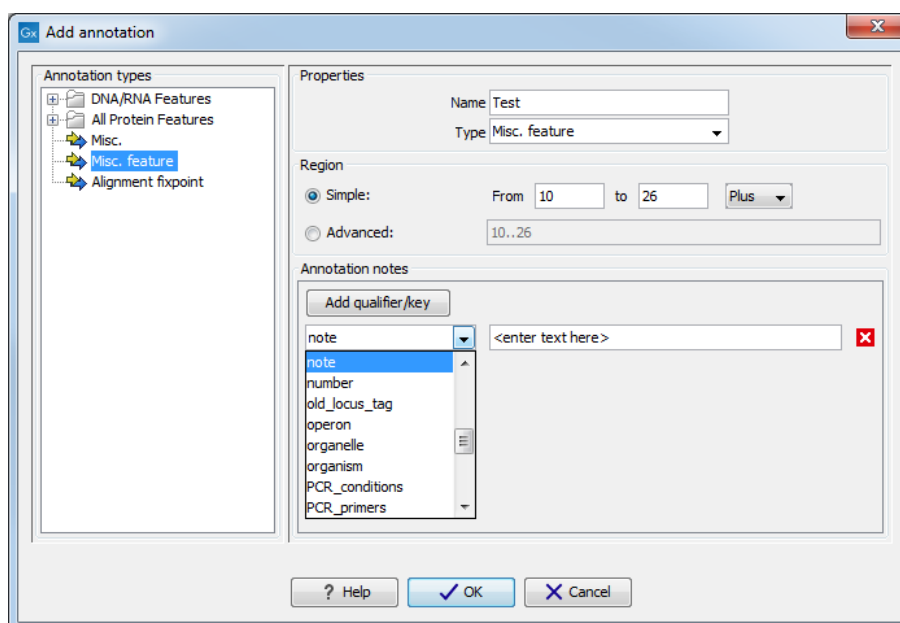 Gx Add annotation X
Annotation types
DNA/RNA Features
All Protein Features
Misc.
Misc. feature
Alignment fixpoint
Properties
Name Test
Type Misc. feature
Region
Simple: From 10 to 26 Plus
Advanced: 10..26
Annotation notes
Add qualifier/key
note <enter text here>
note
number
old_locus_tag
operon
organelle
organism
PCR_conditions
PCR_primers
? Help OK Cancel